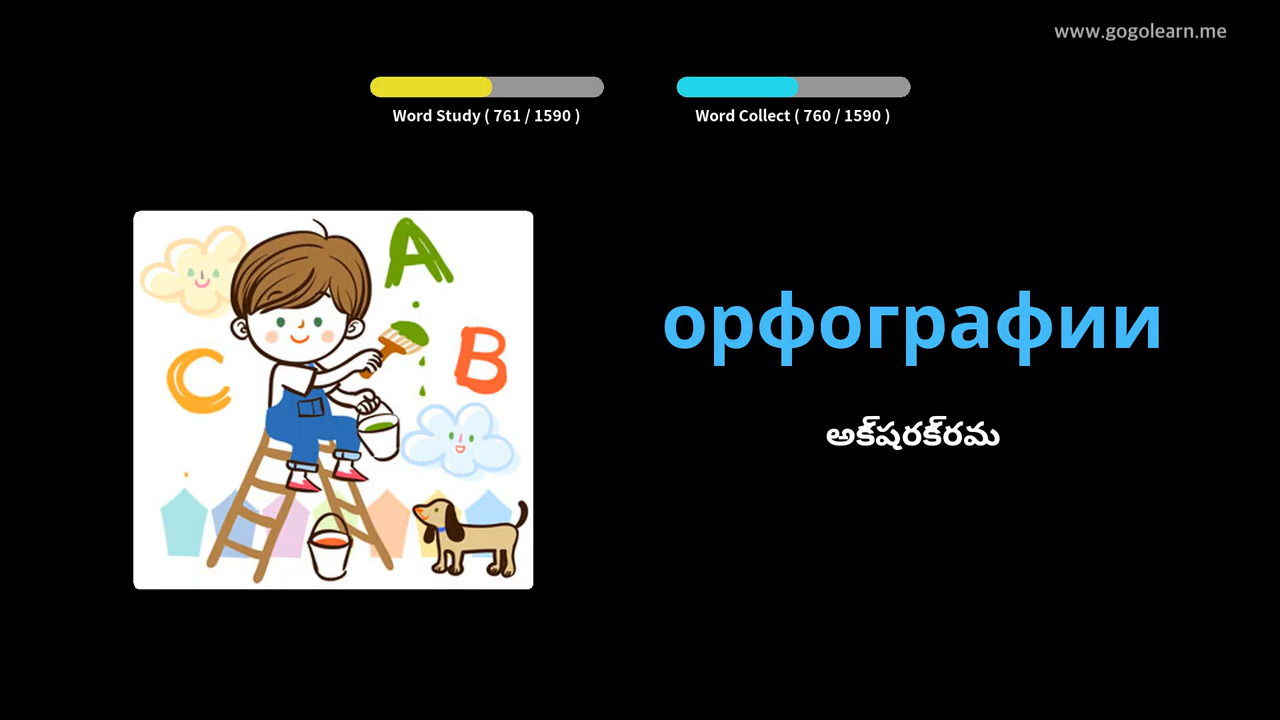 www.gogolearn.me
Word Study ( 761 / 1590 )
Word Collect ( 760 / 1590 )
A
B
C
орфографии
అక్‌షరక్‌రమ